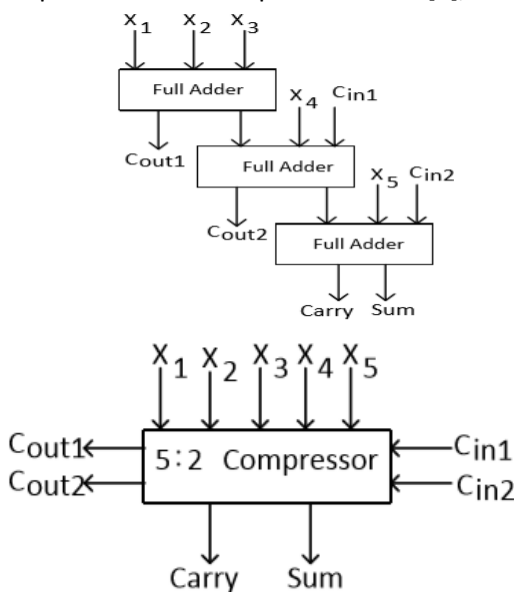 x1 x2 x3
Full Adder
x4 Cin1
Cout1
Full Adder
x5 Cin2
Cout2
Full Adder
Carry Sum
X1 X2 X3 X4 X5
Cout1 5:2 Compressor Cin1
Cout2 Cin2
Carry Sum